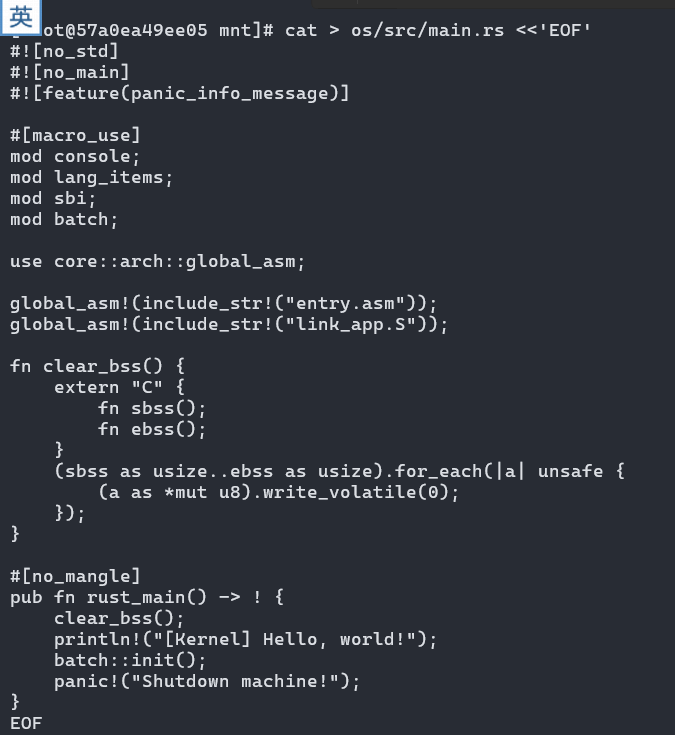 英
ot@57a0ea49ee05 mnt]# cat > os/src/main.rs <<'EOF'
#![no_std]
#![no_main]
#![feature(panic_info_message)]

#[macro_use]
mod console;
mod lang_items;
mod sbi;
mod batch;

use core::arch::global_asm;

global_asm!(include_str!("entry.asm"));
global_asm!(include_str!("link_app.S"));

fn clear_bss() {
    extern "C" {
        fn sbss();
        fn ebss();
    }
    (sbss as usize..ebss as usize).for_each(|a| unsafe {
        (a as *mut u8).write_volatile(0);
    });
}

#[no_mangle]
pub fn rust_main() -> ! {
    clear_bss();
    println!("[Kernel] Hello, world!");
    batch::init();
    panic!("Shutdown machine!");
}
EOF